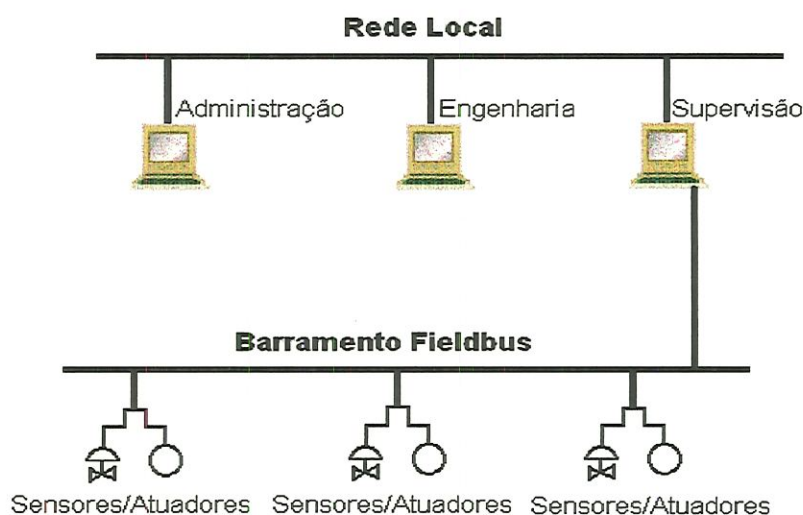 Rede Local
Administração
Engenharia
Supervisão
Barramento Fieldbus
Sensores/Atuadores
Sensores/Atuadores
Sensores/Atuadores